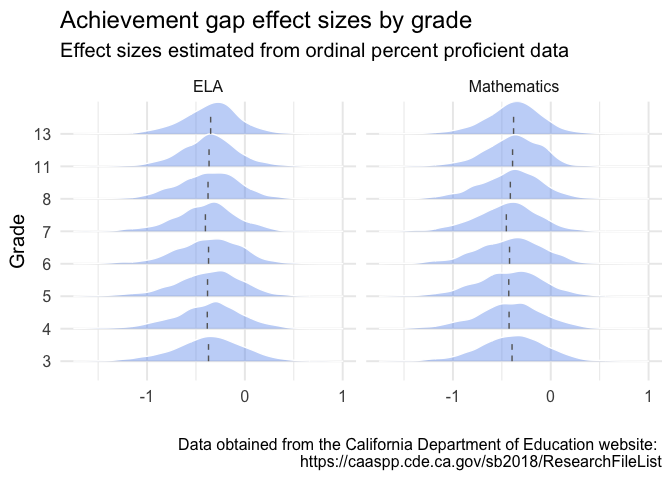 Achievement gap effect sizes by grade
Effect sizes estimated from ordinal percent proficient data
ELA
Mathematics
Grade
13
11
8
7
6
5
4
3
-1
0
1
-1
0
1
Data obtained from the California Department of Education website:
https://caaspp.cde.ca.gov/sb2018/ResearchFileList